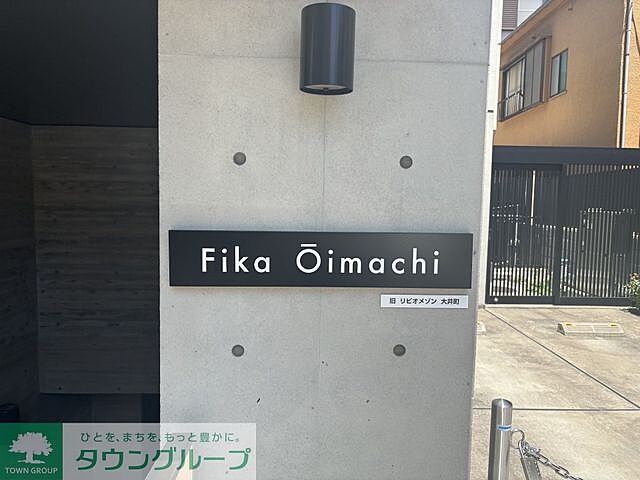 Fika Ōimachi
旧 リビオメゾン 大井町
ひとを、まちを、もっと豊かに。
タウングループ
TOWN GROUP